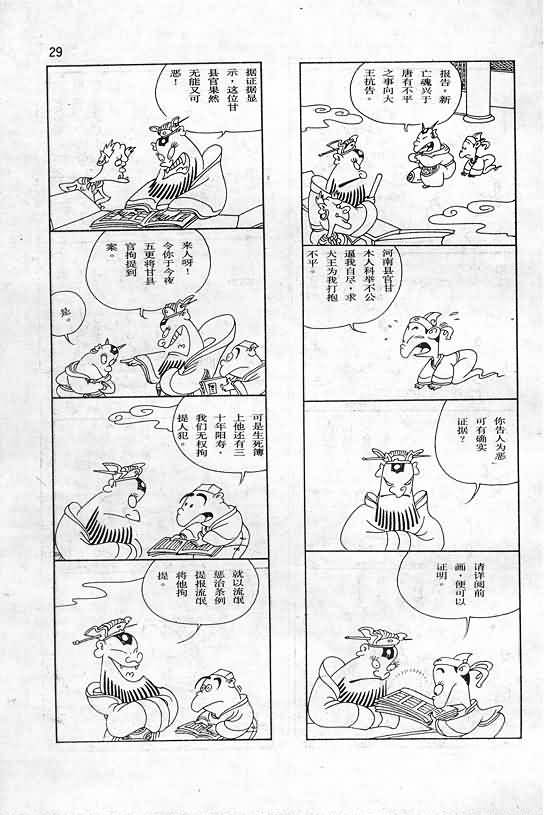 29
报告，新
亡魂兴于
唐有不平
之事向大
王抗告。
河南县官甘
木人科举不公
逼我自尽，求
大王为我打抱
不平。
你告人为恶
可有确实
证据？
请详阅前
画，便可以
证明。
据证据显
示，这位甘
县官果然
无能又可
恶！
来人呀！
令你于今夜
五更将甘县
官拘提到
案。
是。
可是生死簿
上他还有三
十年阳寿，
我们无权拘
提人犯。
就以流氓
提报流氓
惩治条例
将他拘
提。